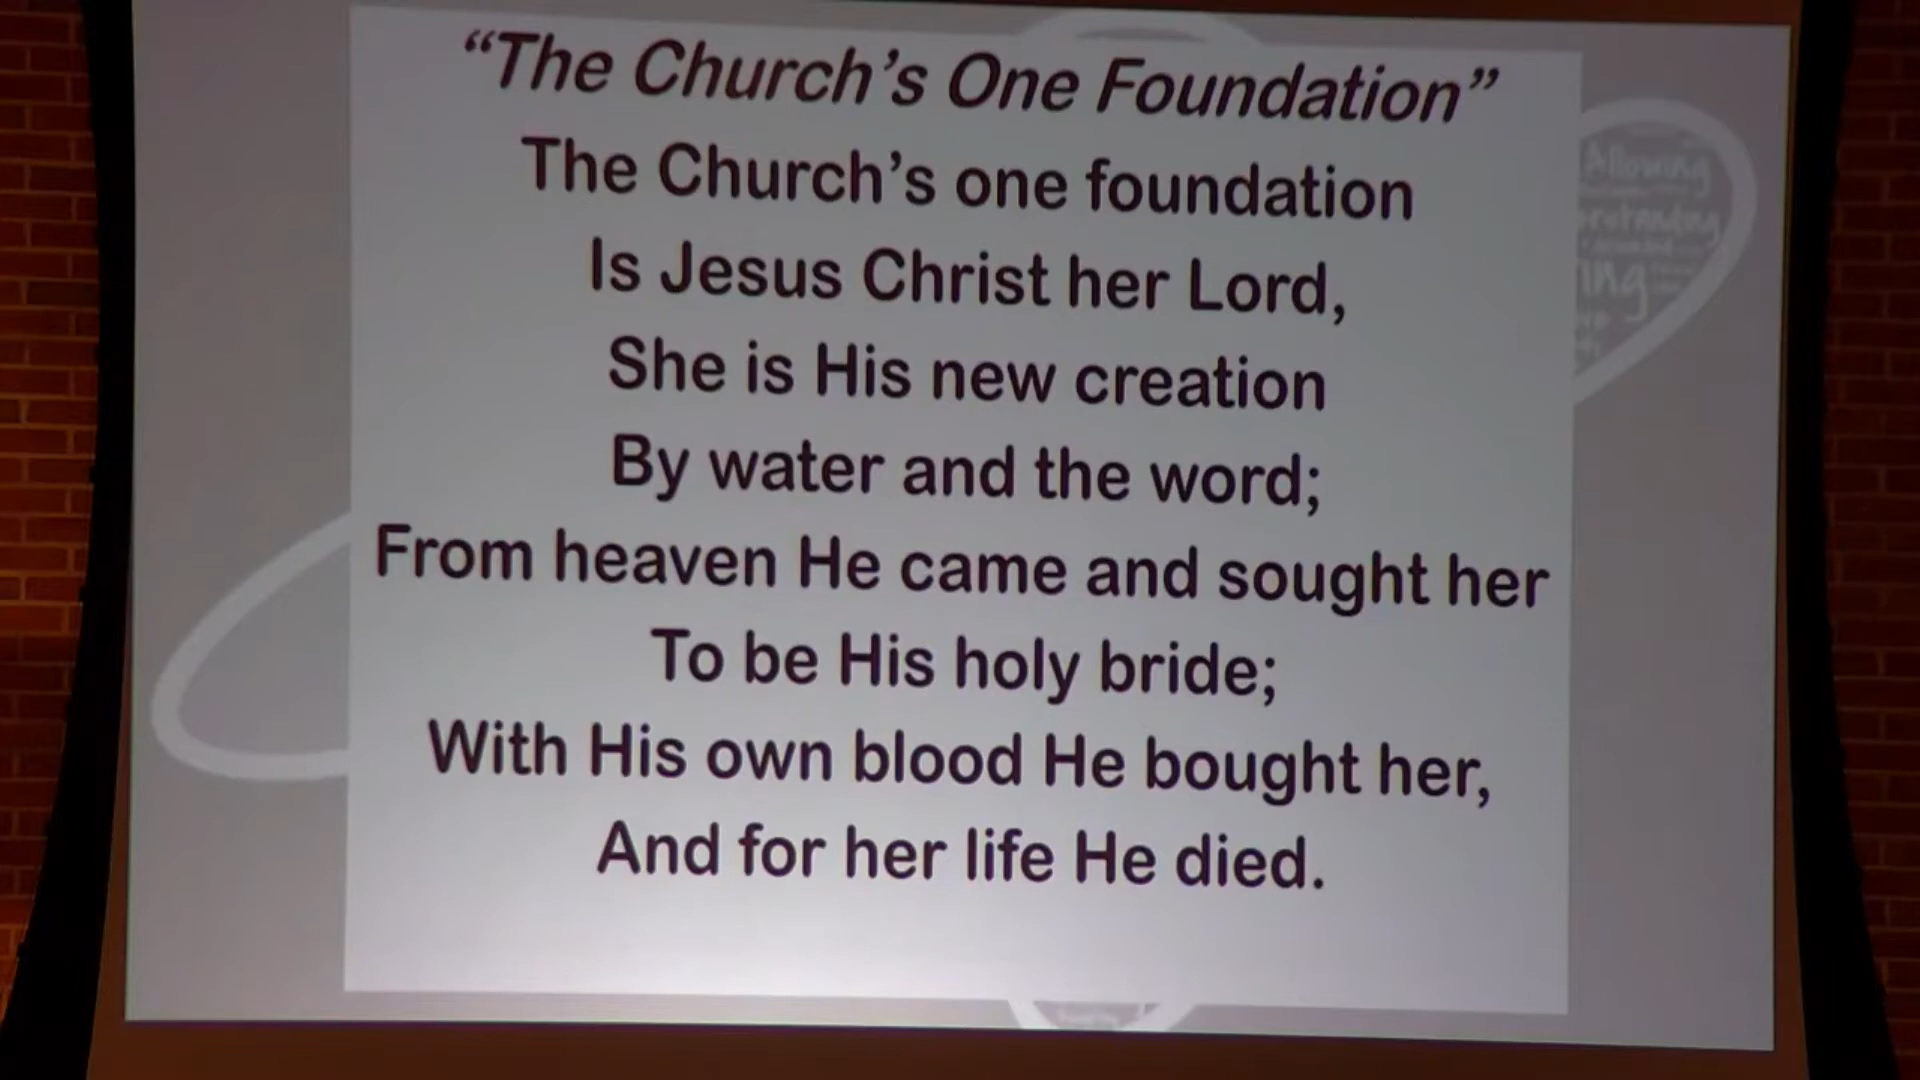 “The Church’s One Foundation”
The Church’s one foundation
Is Jesus Christ her Lord,
She is His new creation
By water and the word;
From heaven He came and sought her
To be His holy bride;
With His own blood He bought her,
And for her life He died.
Allowing